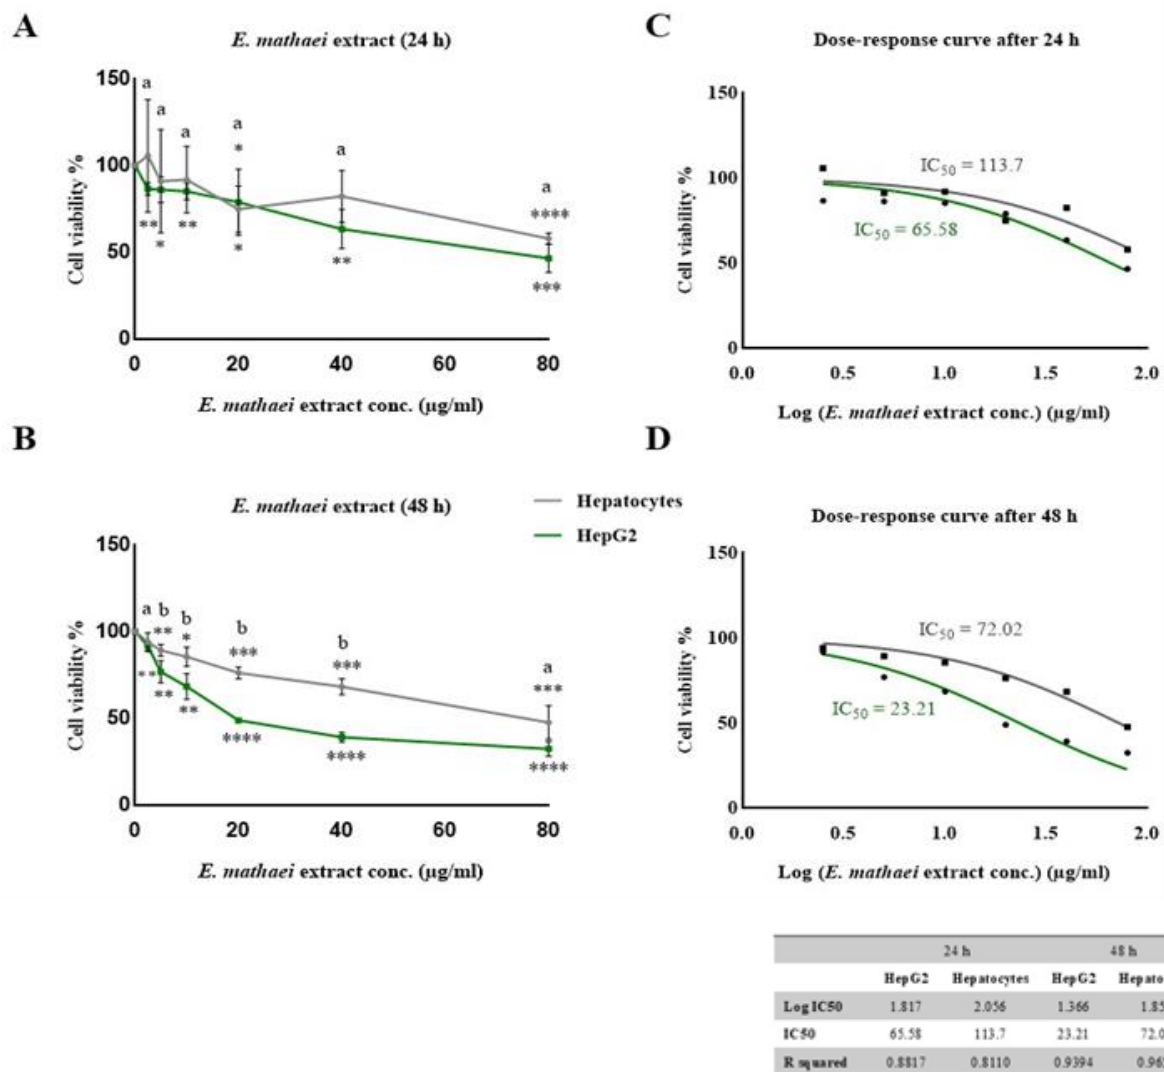 A
E. mathaei extract (24 h)
150
100
50
0
Cell viability %
a
a
a
a
*
a
a
****
**
*
**
*
**
***
0 20 40 60 80
E. mathaei extract conc. (µg/ml)
C
Dose-response curve after 24 h
150
100
50
0
Cell viability %
IC50 = 113.7
IC50 = 65.58
0.0 0.5 1.0 1.5 2.0
Log (E. mathaei extract conc.) (µg/ml)
B
E. mathaei extract (48 h)
Hepatocytes
HepG2
150
100
50
0
Cell viability %
a
b
**
b
*
b
***
b
***
a
***
**
**
**
****
****
*
****
0 20 40 60 80
E. mathaei extract conc. (µg/ml)
D
Dose-response curve after 48 h
150
100
50
0
Cell viability %
IC50 = 72.02
IC50 = 23.21
0.0 0.5 1.0 1.5 2.0
Log (E. mathaei extract conc.) (µg/ml)
24 h 48 h
HepG2 Hepatocytes HepG2 Hepato
Log IC50 1.817 2.056 1.366 1.85
IC50 65.58 113.7 23.21 72.0
R squared 0.8817 0.8110 0.9394